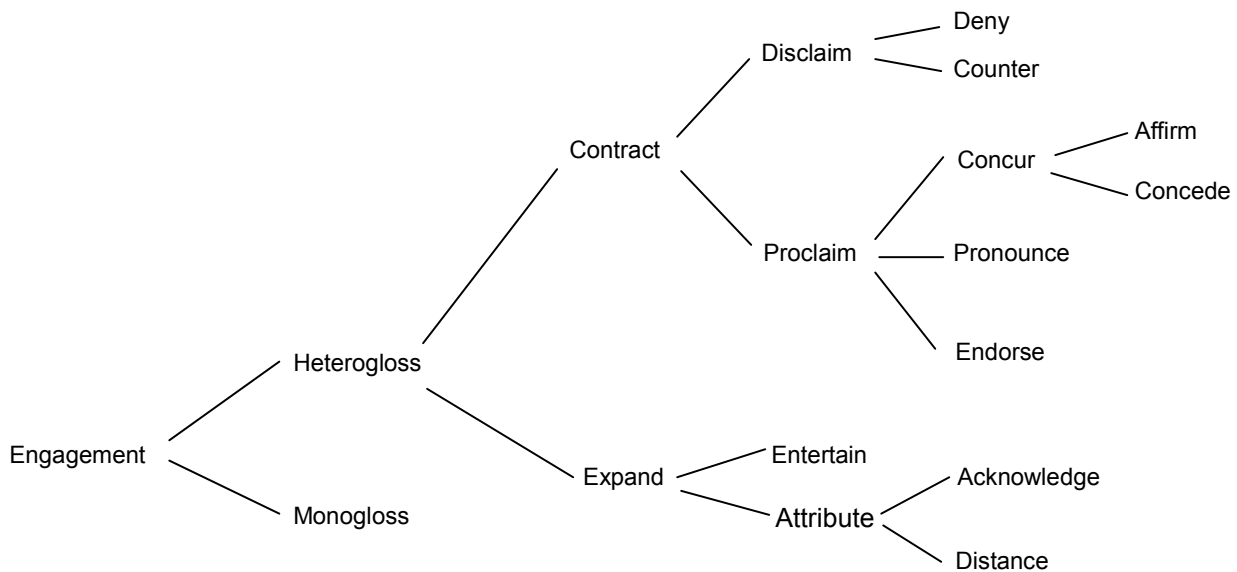 Deny
Disclaim
Counter
Affirm
Contract
Concur
Concede
Proclaim
Pronounce
Endorse
Heterogloss
Engagement
Entertain
Expand
Acknowledge
Monogloss
Attribute
Distance